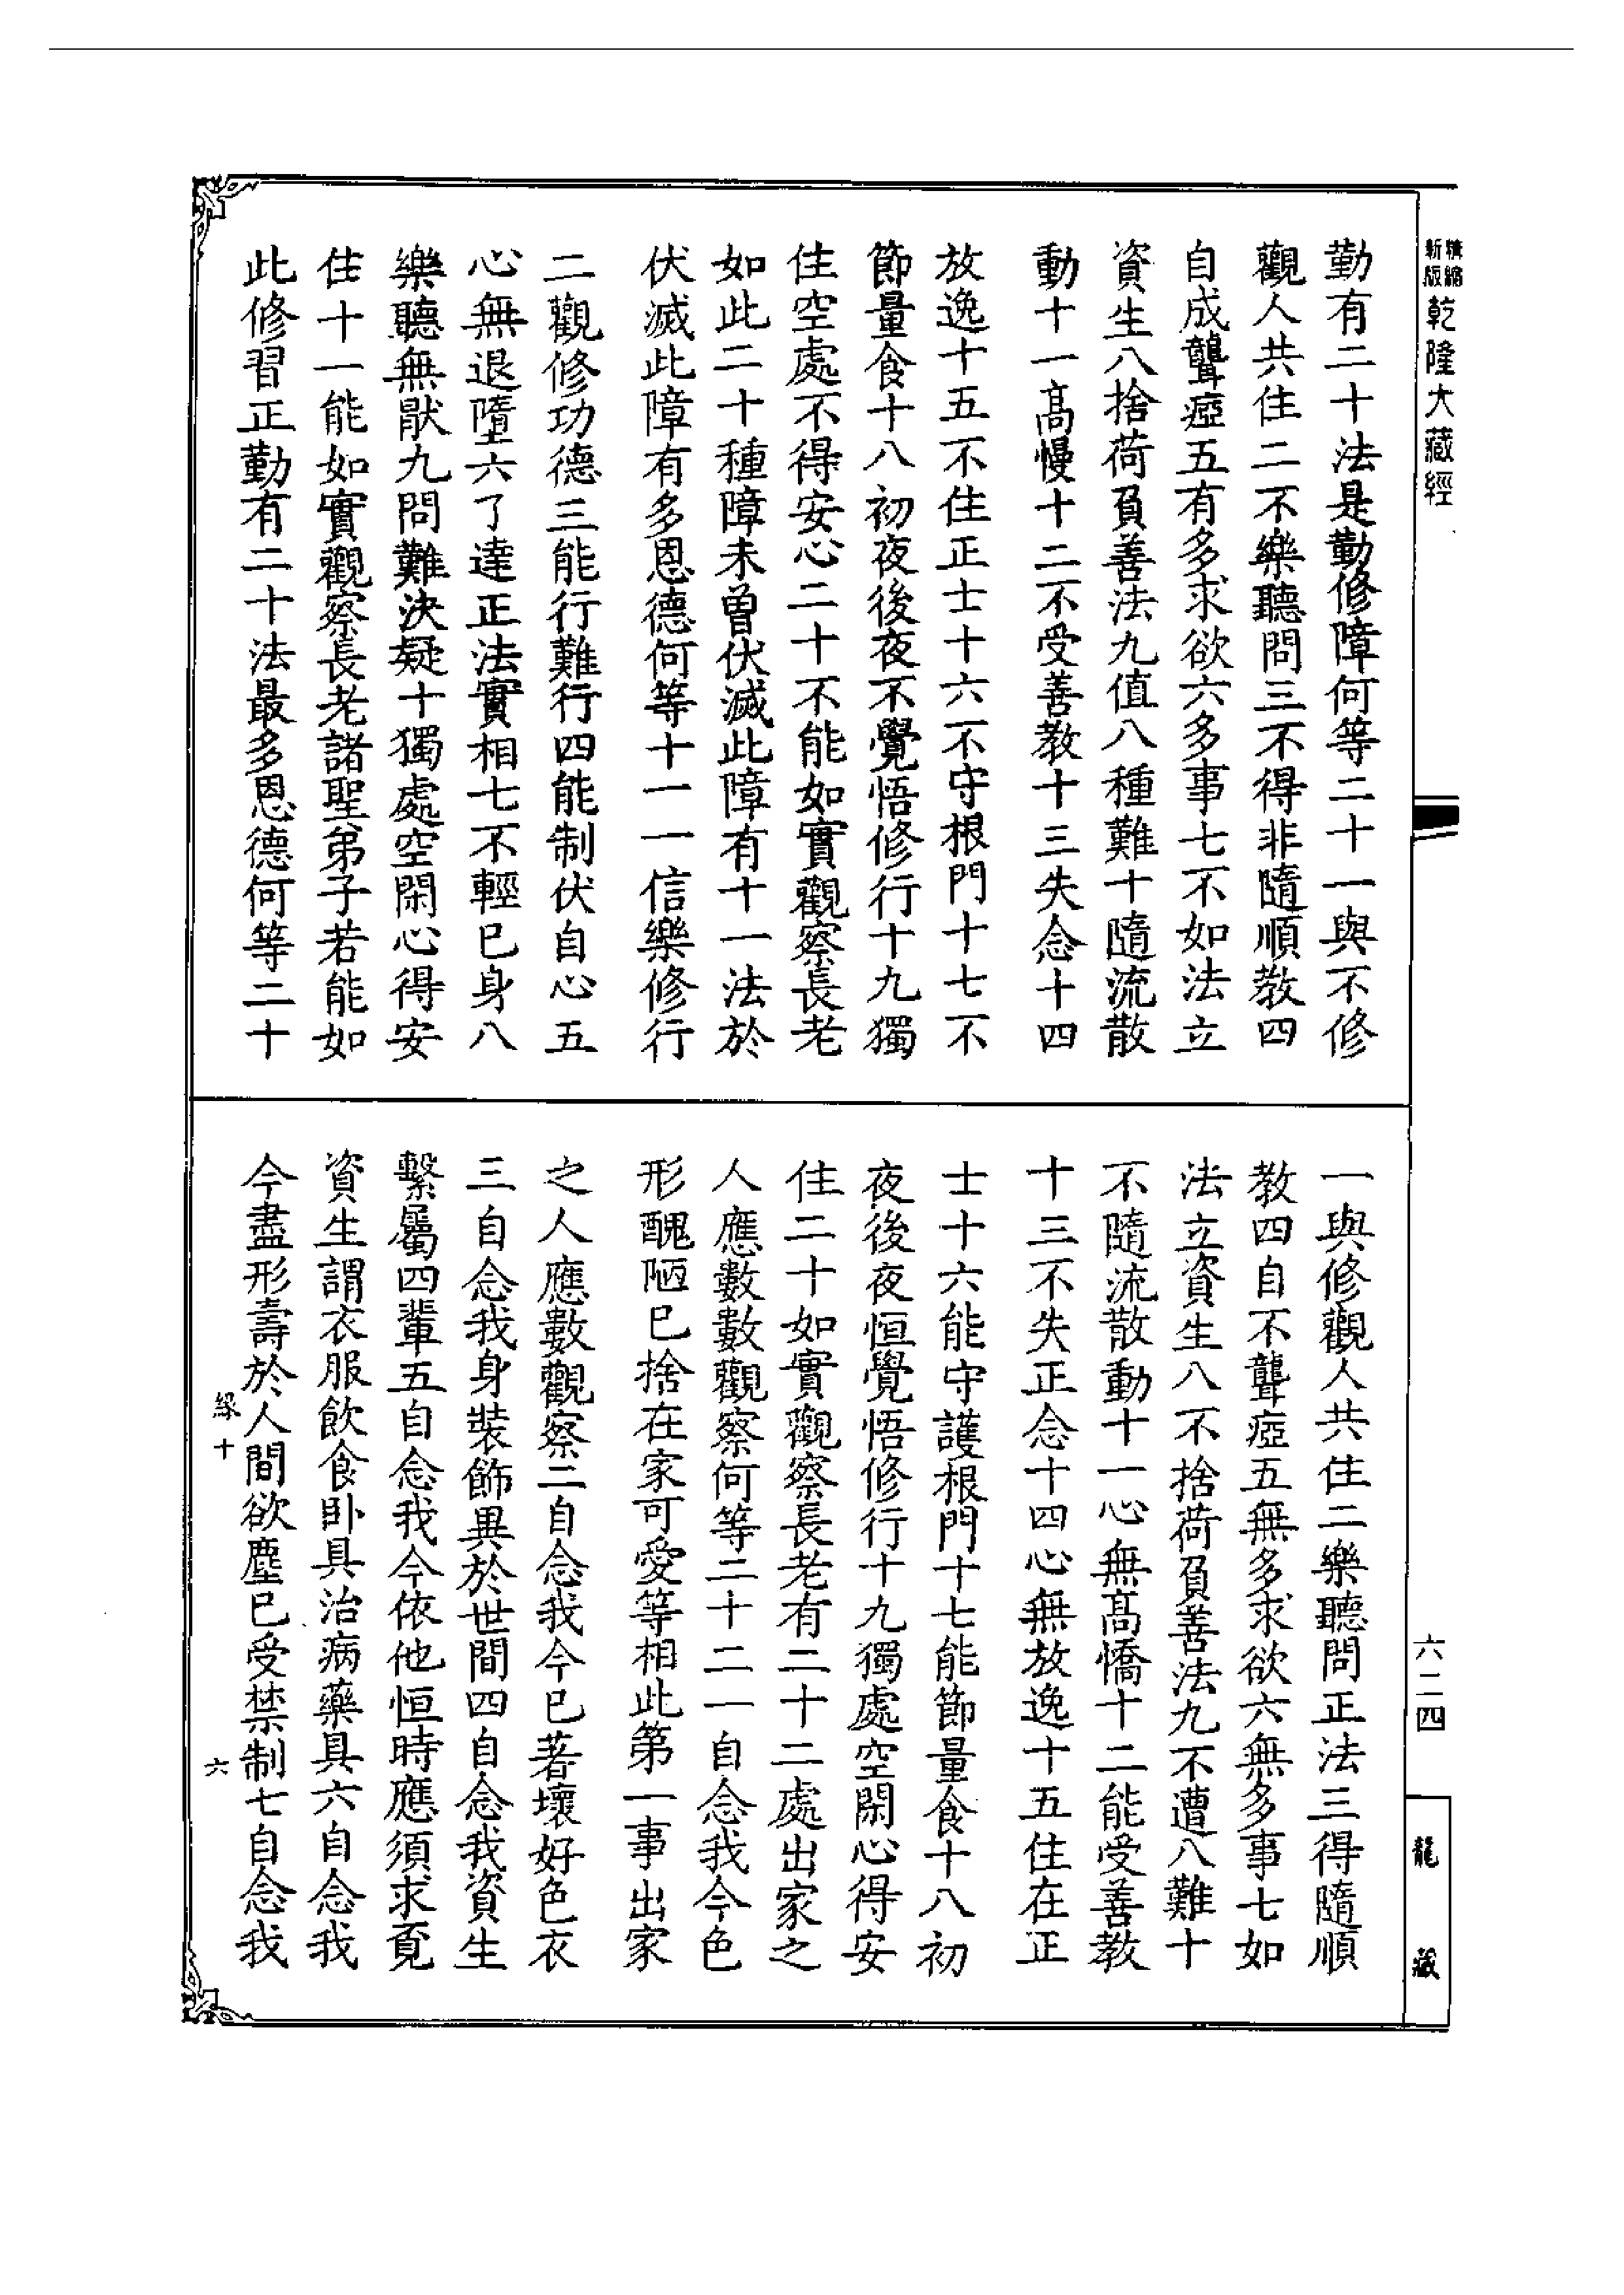 精縮
新版
乾隆大藏經
勤有二十法是勤修障何等二十一與不修
觀人共住二不樂聽問三不得非隨順教四
自成聾瘂五有多求欲六多事七不如法立
資生八捨荷負善法九值八種難十隨流散
動十一高慢十二不受善教十三失念十四
放逸十五不住正士十六不守根門十七不
節量食十八初夜後夜不覺悟修行十九獨
住空處不得安心二十不能如實觀察長老
如此二十種障未曾伏滅此障有十一法於
伏滅此障有多恩德何等十一一信樂修行
二觀修功德三能行難行四能制伏自心五
心無退墮六了達正法實相七不輕已身八
樂聽無猒九問難決疑十獨處空閑心得安
住十一能如實觀察長老諸聖弟子若能如
此修習正勤有二十法最多恩德何等二十
一與修觀人共住二樂聽問正法三得隨順
教四自不聾瘂五無多求欲六無多事七如
法立資生八不捨荷負善法九不遭八難十
不隨流散動十一心無高憍十二能受善教
十三不失正念十四心無放逸十五住在正
士十六能守護根門十七能節量食十八初
夜後夜恒覺悟修行十九獨處空閑心得安
住二十如實觀察長老有二十二處出家之
人應數數觀察何等二十二一自念我今色
形醜陋已捨在家可愛等相此第一事出家
之人應數觀察二自念我今已著壞好色衣
三自念我身裝飾異於世間四自念我資生
繫屬四輩五自念我今依他恒時應須求覔
資生謂衣服飲食臥具治病藥具六自念我
今盡形壽於人間欲塵已受禁制七自念我
緣十
六
六二四
龍藏